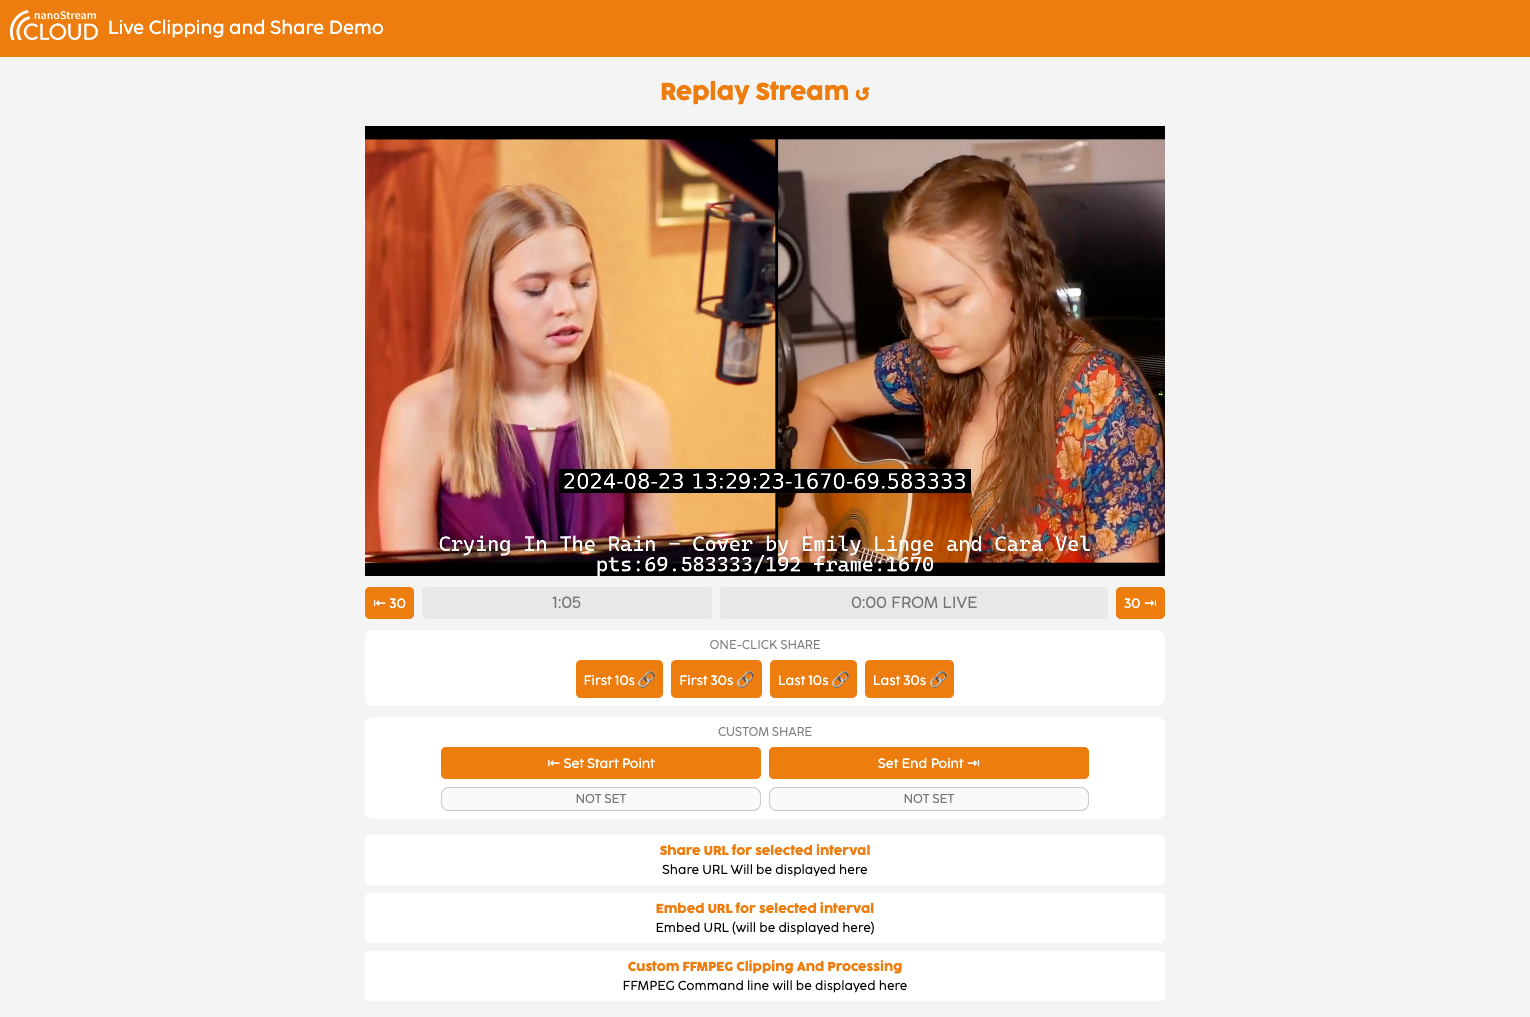 nanoStream
CLOUD
Live Clipping and Share Demo
Replay Stream ↺
2024-08-23 13:29:23-1670-69.583333
Crying In The Rain – Cover by Emily Linge and Cara Vel
pts:69.583333/192 frame:1670
⇤ 30
1:05
0:00 FROM LIVE
30 ⇥
ONE-CLICK SHARE
First 10s 🔗
First 30s 🔗
Last 10s 🔗
Last 30s 🔗
CUSTOM SHARE
⇤ Set Start Point
Set End Point ⇥
NOT SET
NOT SET
Share URL for selected interval
Share URL Will be displayed here
Embed URL for selected interval
Embed URL (will be displayed here)
Custom FFMPEG Clipping And Processing
FFMPEG Command line will be displayed here